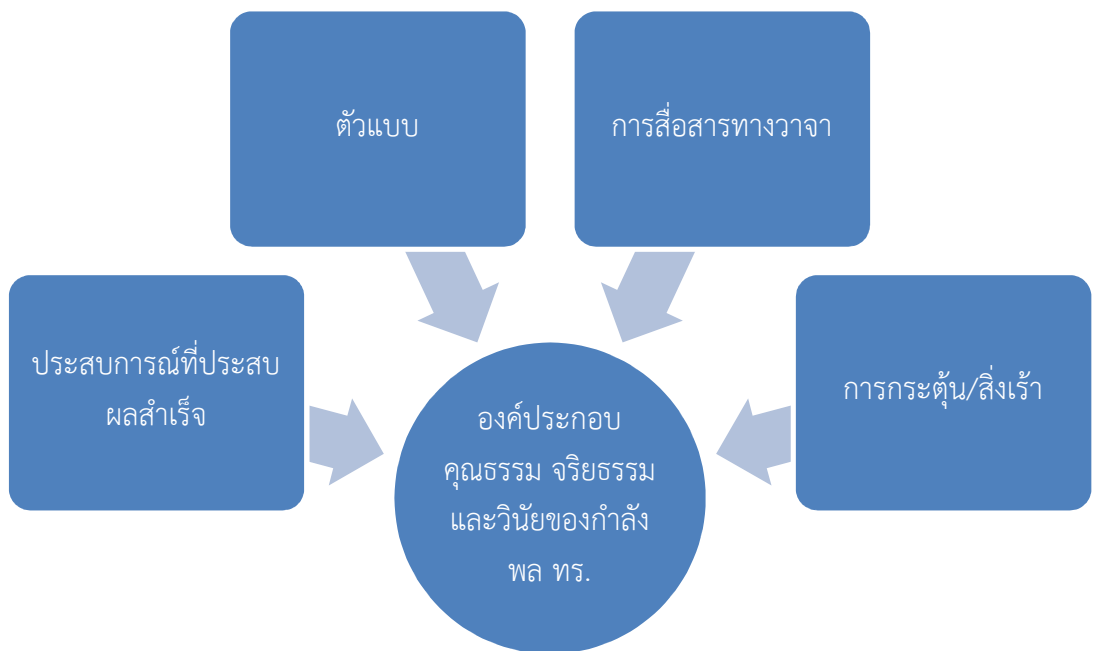 ตัวแบบ
การสื่อสารทางวาจา
ประสบการณ์ที่ประสบ
ผลสำเร็จ
การกระตุ้น/สิ่งเร้า
องค์ประกอบ
คุณธรรม จริยธรรม
และวินัยของกำลัง
พล ทร.